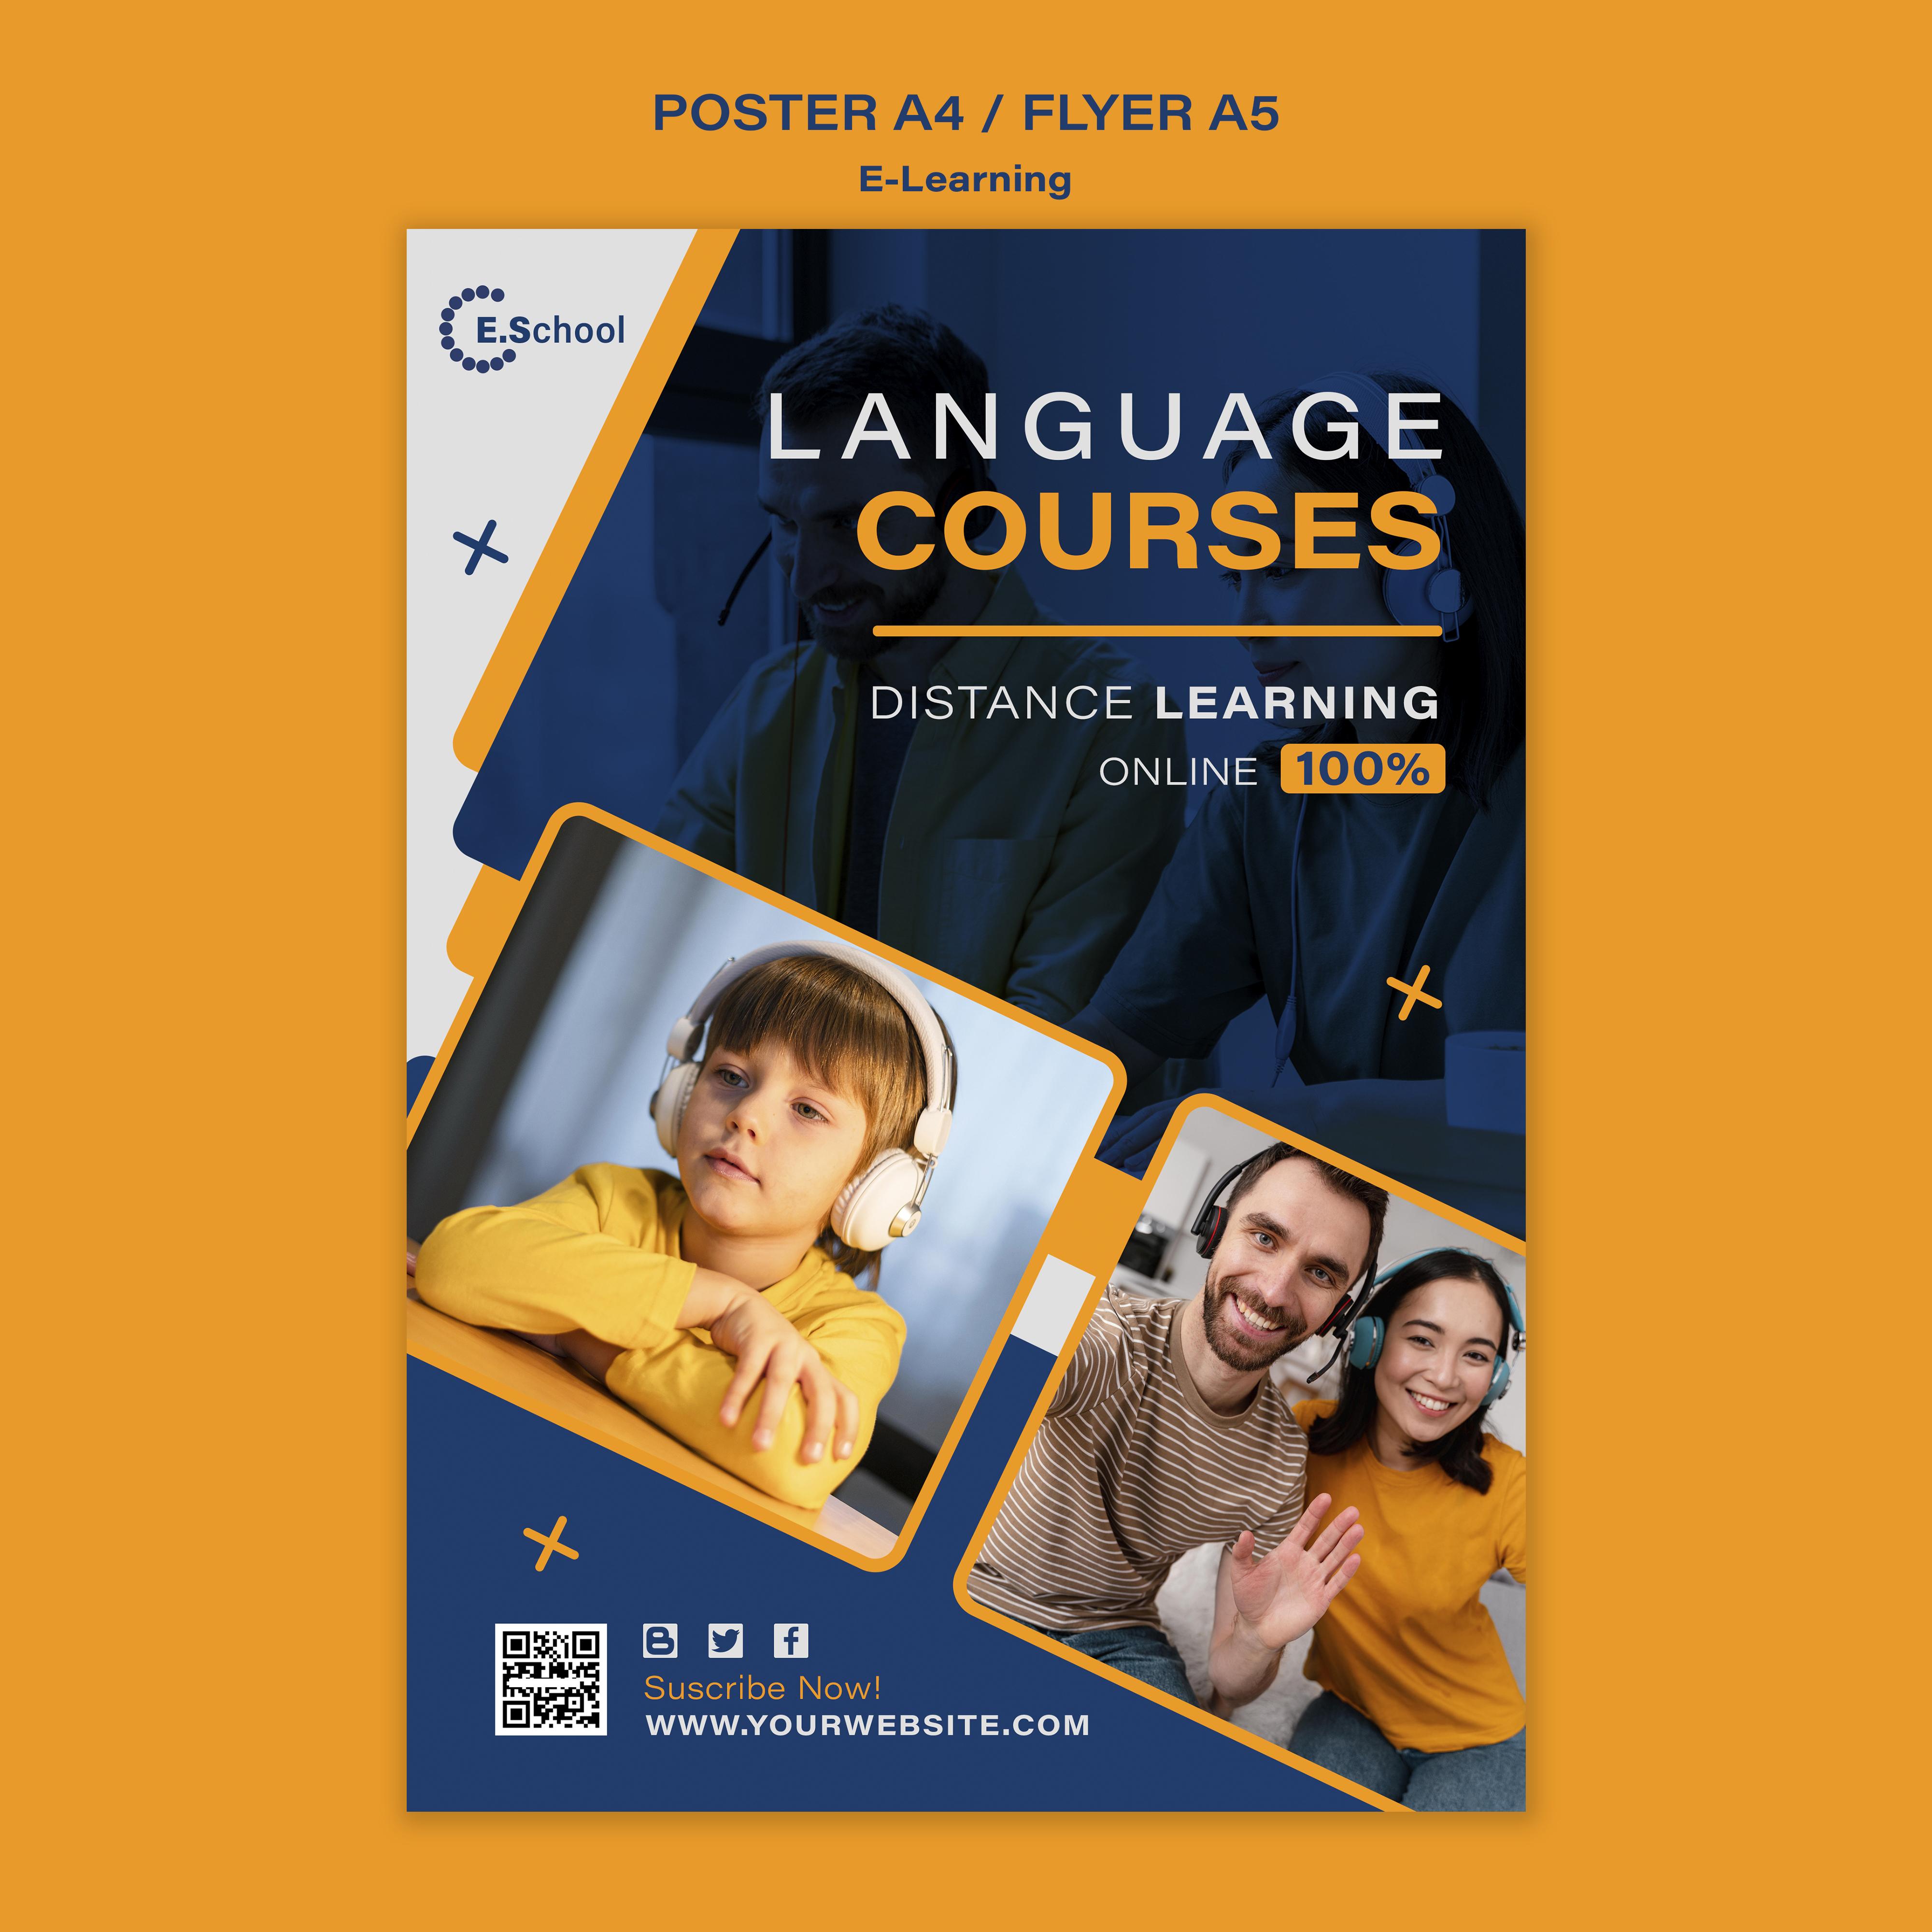 POSTER A4 / FLYER A5
E-Learning
E.School
LANGUAGE
COURSES
DISTANCE LEARNING
ONLINE 100%
Suscribe Now!
WWW.YOURWEBSITE.COM